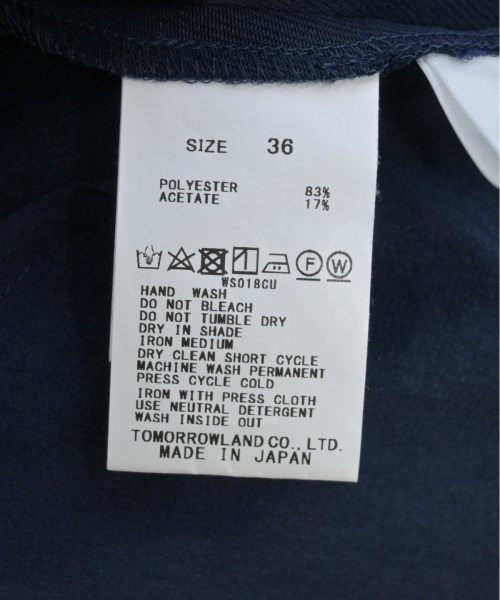 SIZE 36
POLYESTER 83%
ACETATE 17%
F W
WS018CU
HAND WASH
DO NOT BLEACH
DO NOT TUMBLE DRY
DRY IN SHADE
IRON MEDIUM
DRY CLEAN SHORT CYCLE
MACHINE WASH PERMANENT
PRESS CYCLE COLD
IRON WITH PRESS CLOTH
USE NEUTRAL DETERGENT
WASH INSIDE OUT
TOMORROWLAND CO., LTD.
MADE IN JAPAN